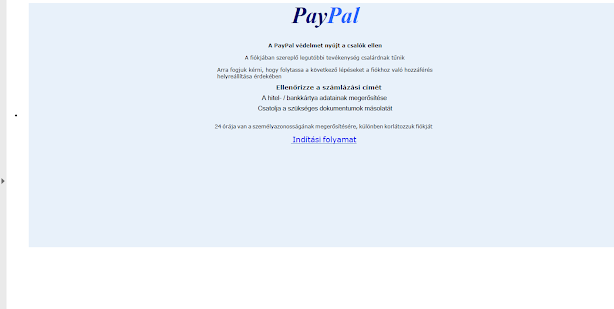 PayPal
A PayPal védelmet nyújt a csalók ellen
A fiókjában szereplő legutóbbi tevékenység csalárdnak tűnik
Arra fogjuk kérni, hogy folytassa a következő lépéseket a fiókhoz való hozzáférés
helyreállítása érdekében
Ellenőrizze a számlázási címét
A hitel- / bankkártya adatainak megerősítése
Csatolja a szükséges dokumentumok másolatát
24 órája van a személyazonosságának megerősítésére, különben korlátozzuk fiókját
Indítási folyamat